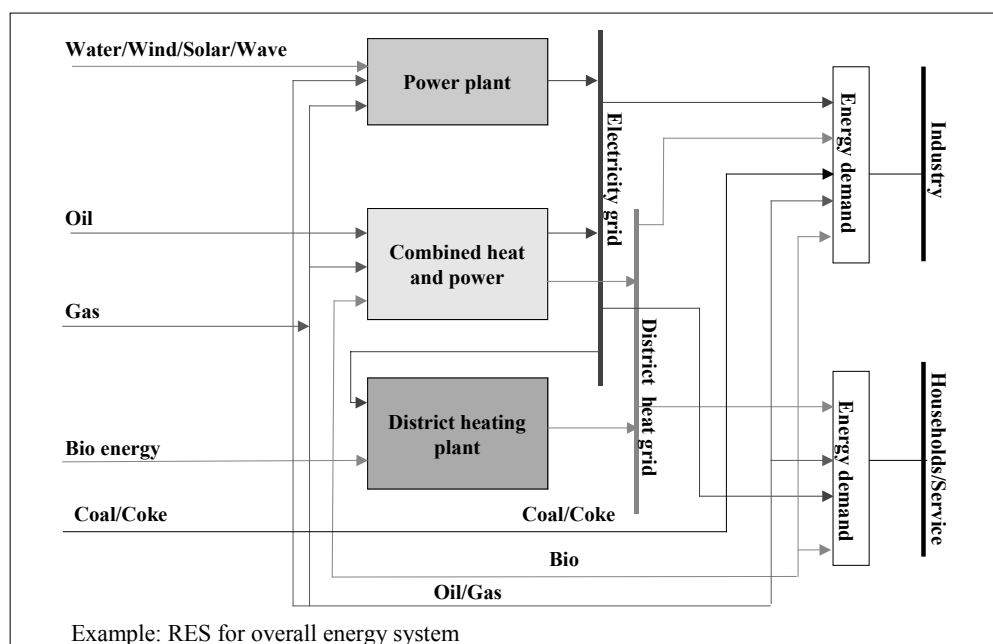 Water/Wind/Solar/Wave
Power plant
Electricity grid
Energy demand
Industry
Oil
Combined heat
and power
Gas
District heat grid
District heating
plant
Bio energy
Energy demand
Households/Service
Coal/Coke
Coal/Coke
Bio
Oil/Gas
Example: RES for overall energy system